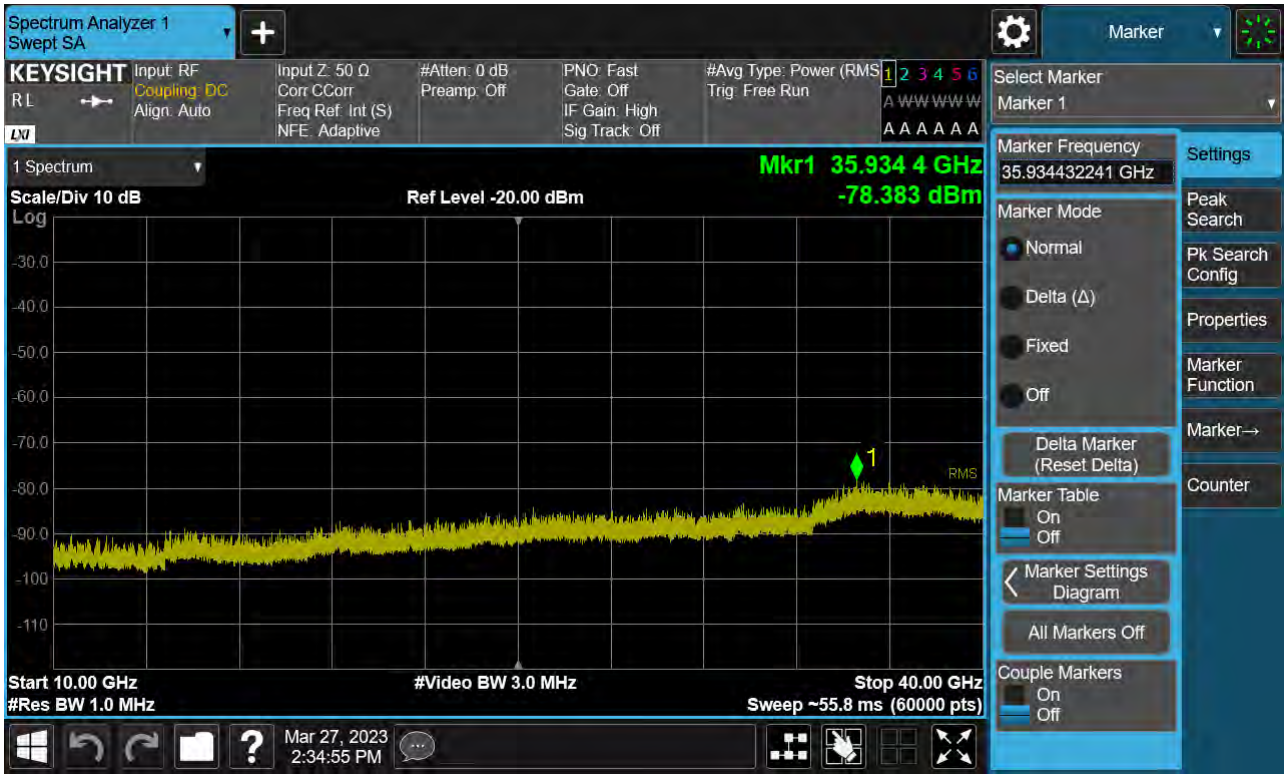 Spectrum Analyzer 1
Swept SA
Marker
KEYSIGHT
RL
LXI
Input: RF
Coupling: DC
Align: Auto
Input Z: 50 Ω
Corr CCorr
Freq Ref: Int (S)
NFE: Adaptive
#Atten: 0 dB
Preamp: Off
PNO: Fast
Gate: Off
IF Gain: High
Sig Track: Off
#Avg Type: Power (RMS
Trig: Free Run
1 2 3 4 5 6
A W W W W W
A A A A A A
Select Marker
Marker 1
1 Spectrum
Scale/Div 10 dB
Log
Ref Level -20.00 dBm
Mkr1 35.934 4 GHz
-78.383 dBm
-30.0
-40.0
-50.0
-60.0
-70.0
-80.0
-90.0
-100
-110
1
RMS
Start 10.00 GHz
#Video BW 3.0 MHz
Stop 40.00 GHz
#Res BW 1.0 MHz
Sweep ~55.8 ms (60000 pts)
Marker Frequency
35.934432241 GHz
Marker Mode
Normal
Delta (Δ)
Fixed
Off
Delta Marker
(Reset Delta)
Marker Table
On
Off
Marker Settings
Diagram
All Markers Off
Couple Markers
On
Off
Settings
Peak
Search
Pk Search
Config
Properties
Marker
Function
Marker→
Counter
?
Mar 27, 2023
2:34:55 PM